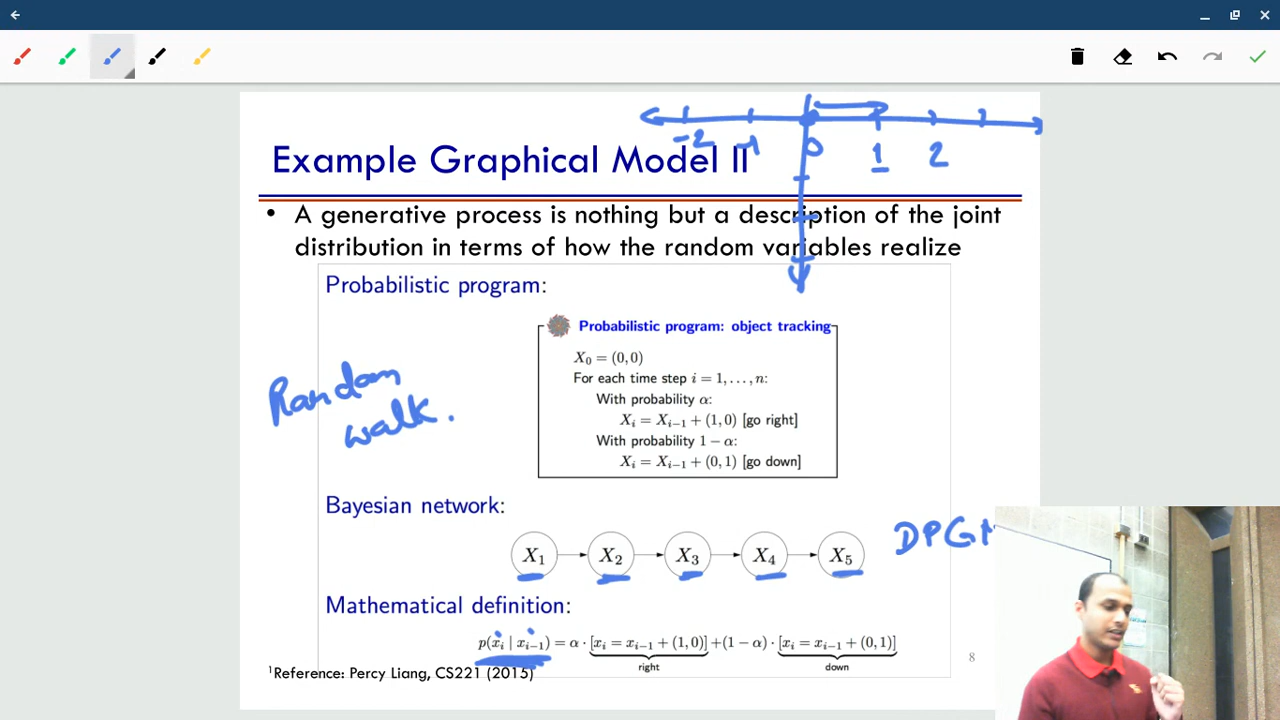 -2 -1 0 1 2
Example Graphical Model II
• A generative process is nothing but a description of the joint
distribution in terms of how the random variables realize
Probabilistic program:
Probabilistic program: object tracking
X₀ = (0, 0)
For each time step i = 1, . . . , n:
With probability α:
Xᵢ = Xᵢ₋₁ + (1, 0) [go right]
With probability 1 − α:
Xᵢ = Xᵢ₋₁ + (0, 1) [go down]
Random
walk.
Bayesian network:
X₁ X₂ X₃ X₄ X₅
DPGM
Mathematical definition:
p(xᵢ | xᵢ₋₁) = α · [xᵢ = xᵢ₋₁ + (1, 0)] + (1 − α) · [xᵢ = xᵢ₋₁ + (0, 1)]
right down
8
¹Reference: Percy Liang, CS221 (2015)